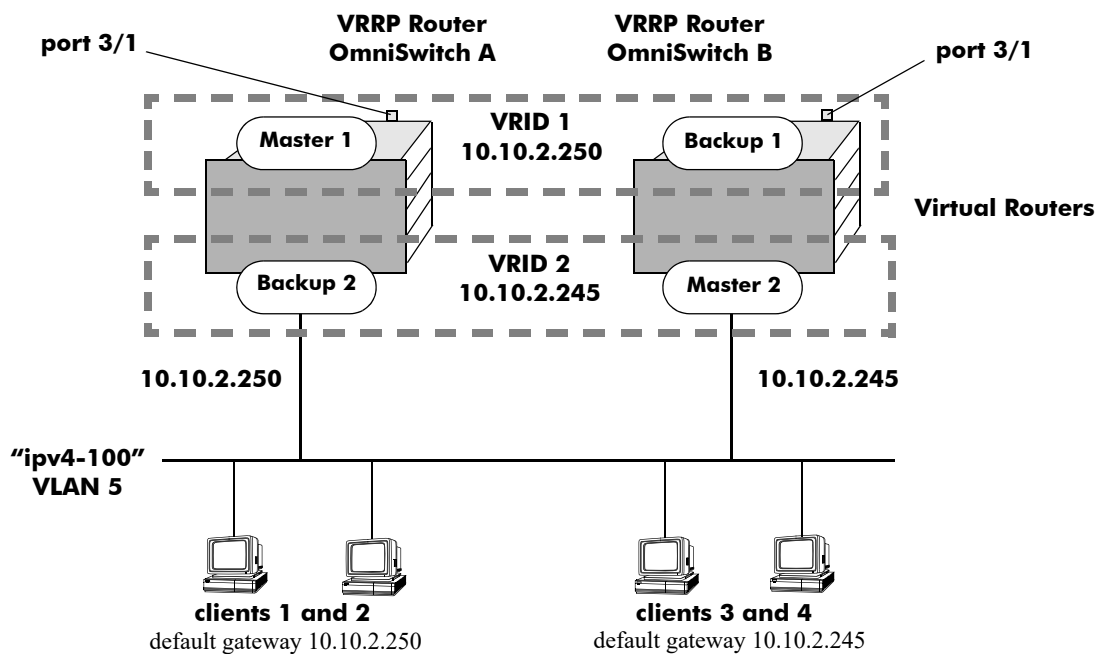 VRRP Router
OmniSwitch A
VRRP Router
OmniSwitch B
port 3/1
port 3/1
Master 1
VRID 1
10.10.2.250
Backup 1
Virtual Routers
Backup 2
VRID 2
10.10.2.245
Master 2
10.10.2.250
10.10.2.245
“ipv4-100”
VLAN 5
clients 1 and 2
default gateway 10.10.2.250
clients 3 and 4
default gateway 10.10.2.245